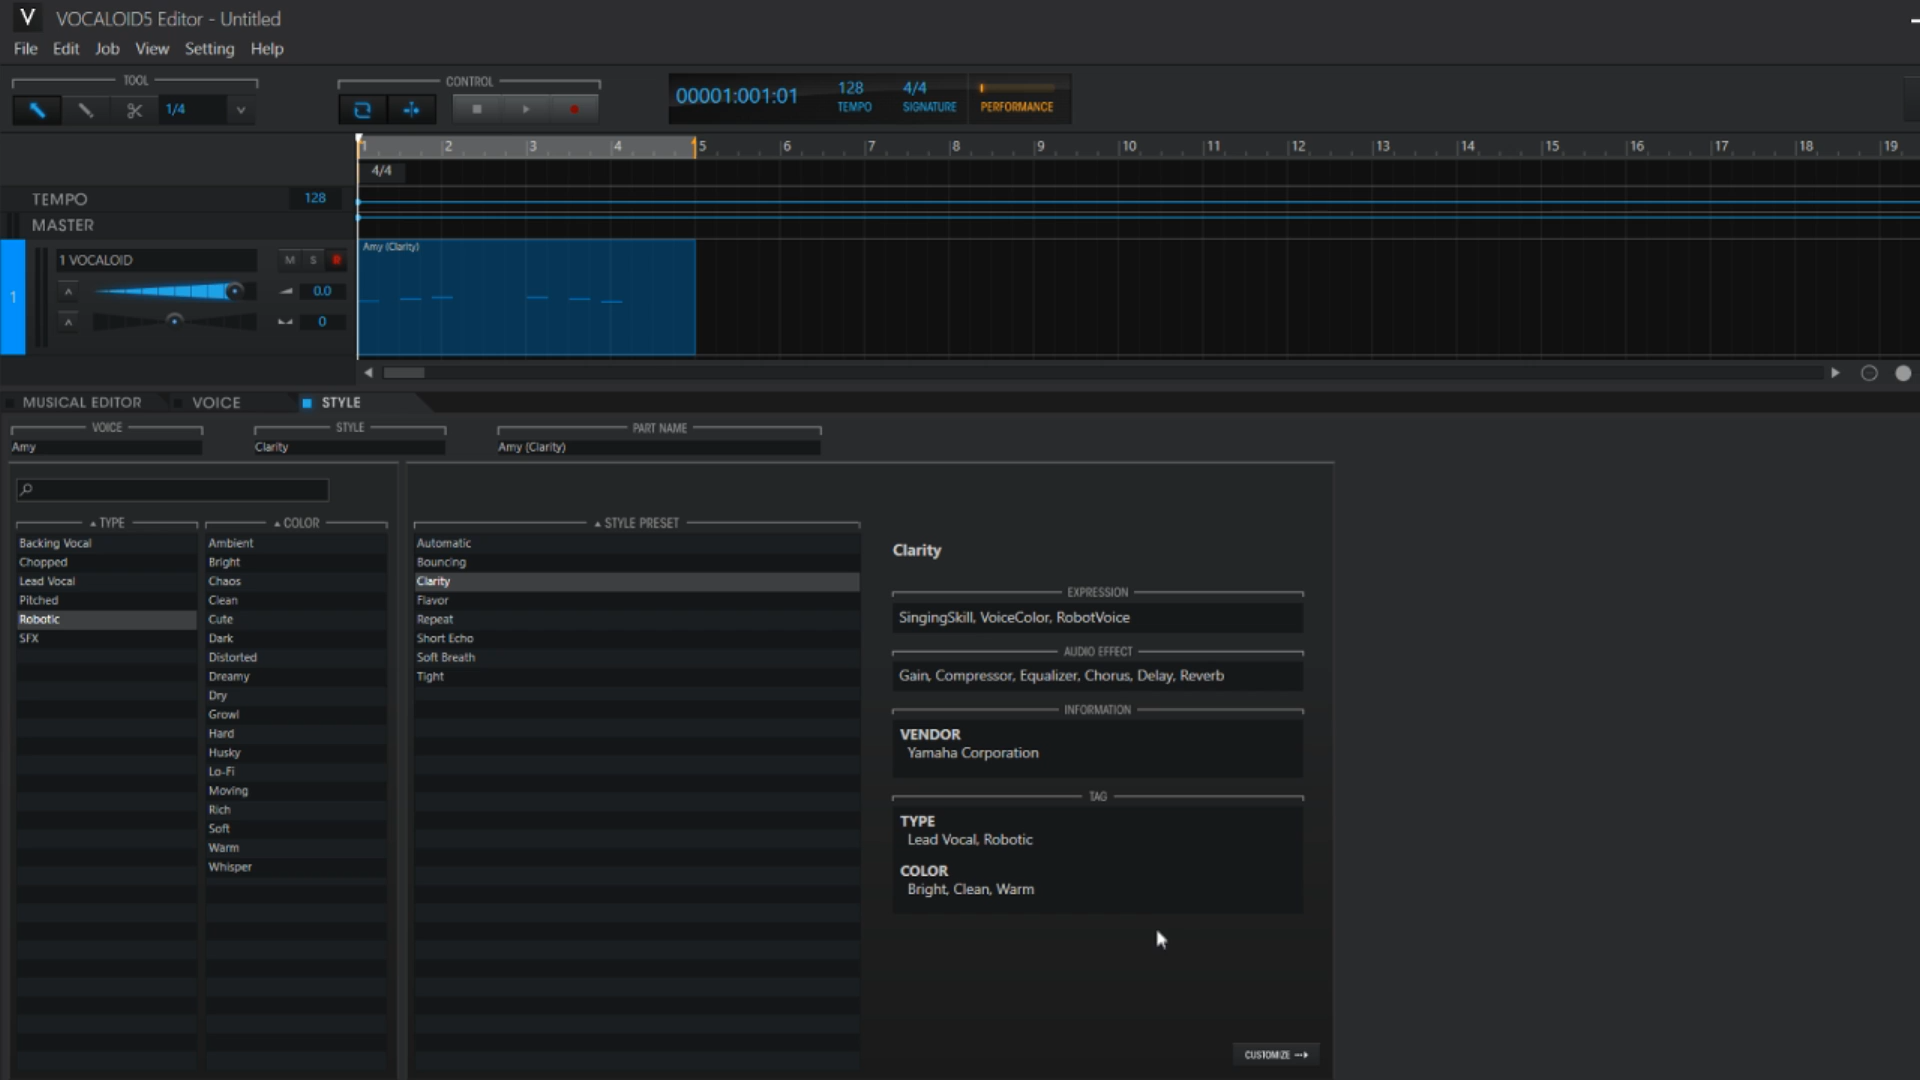 V VOCALOID5 Editor - Untitled
File Edit Job View Setting Help
TOOL CONTROL
1/4
00001:001:01 128 TEMPO 4/4 SIGNATURE PERFORMANCE
1 2 3 4 5 6 7 8 9 10 11 12 13 14 15 16 17 18 19
4/4
TEMPO 128
MASTER
Amy (Clarity)
1 VOCALOID M S
0.0
1
0
MUSICAL EDITOR VOICE STYLE
VOICE STYLE PART NAME
Amy Clarity Amy (Clarity)
TYPE COLOR STYLE PRESET
Backing Vocal
Chopped
Lead Vocal
Pitched
Robotic
SFX
Ambient
Bright
Chaos
Clean
Cute
Dark
Distorted
Dreamy
Dry
Growl
Hard
Husky
Lo-Fi
Moving
Rich
Soft
Warm
Whisper
Automatic
Bouncing
Clarity
Flavor
Repeat
Short Echo
Soft Breath
Tight
Clarity
EXPRESSION
SingingSkill, VoiceColor, RobotVoice
AUDIO EFFECT
Gain, Compressor, Equalizer, Chorus, Delay, Reverb
INFORMATION
VENDOR
Yamaha Corporation
TAG
TYPE
Lead Vocal, Robotic
COLOR
Bright, Clean, Warm
CUSTOMIZE